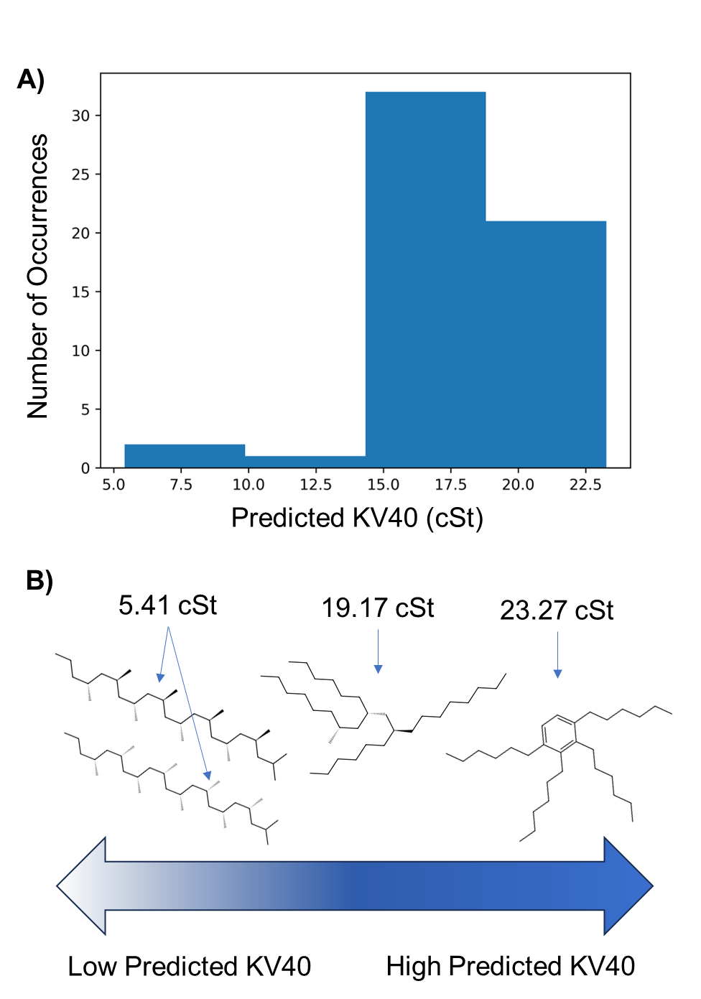 A)
30
25
20
15
10
5
0
Number of Occurrences
5.0 7.5 10.0 12.5 15.0 17.5 20.0 22.5
Predicted KV40 (cSt)
B)
5.41 cSt 19.17 cSt 23.27 cSt
Low Predicted KV40 High Predicted KV40